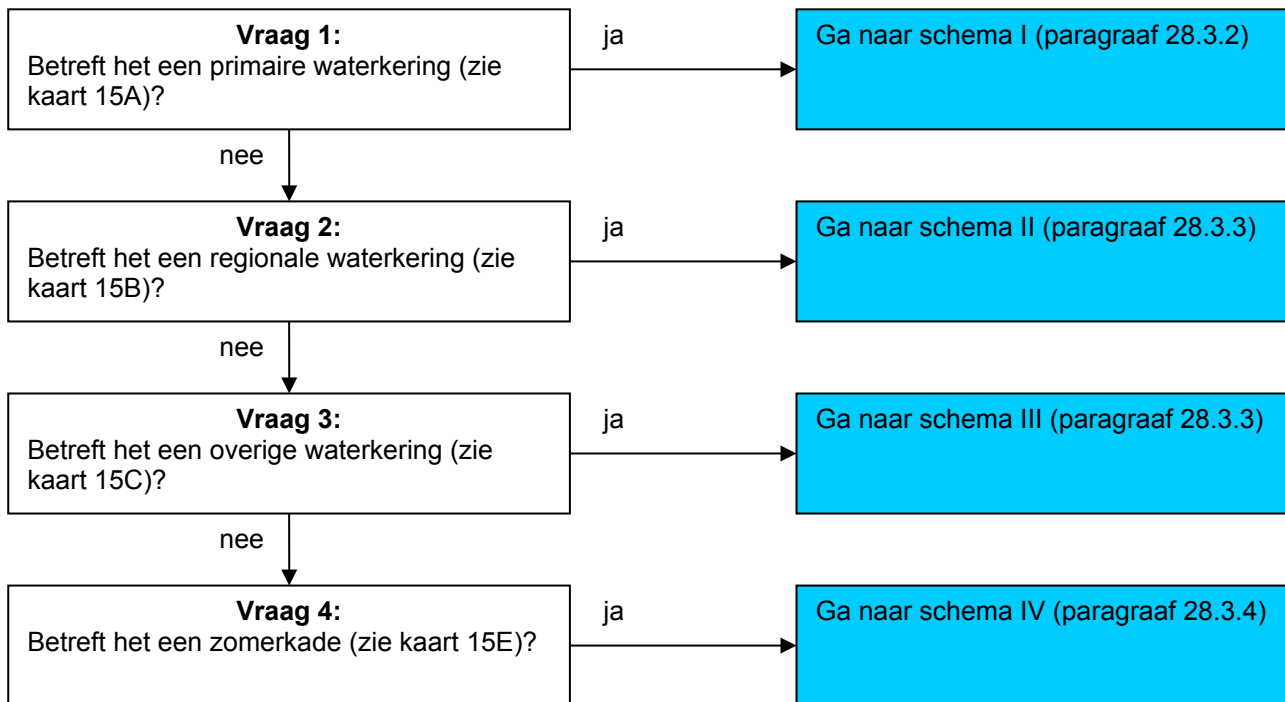 Vraag 1:
Betreft het een primaire waterkering (zie
kaart 15A)?
ja
Ga naar schema I (paragraaf 28.3.2)
nee
Vraag 2:
Betreft het een regionale waterkering (zie
kaart 15B)?
ja
Ga naar schema II (paragraaf 28.3.3)
nee
Vraag 3:
Betreft het een overige waterkering (zie
kaart 15C)?
ja
Ga naar schema III (paragraaf 28.3.3)
nee
Vraag 4:
Betreft het een zomerkade (zie kaart 15E)?
ja
Ga naar schema IV (paragraaf 28.3.4)